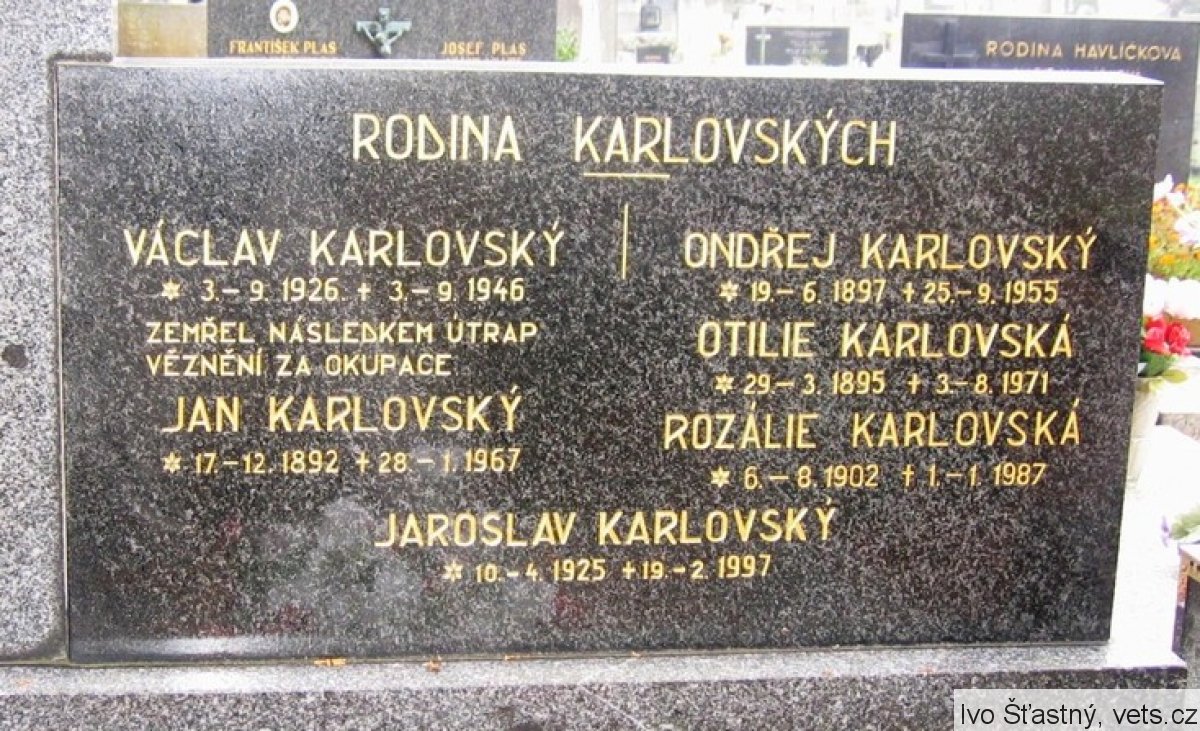 FRANTIŠEK PLAS
JOSEF PLAS
RODINA HAVLÍČKOVA
RODINA KARLOVSKÝCH
VÁCLAV KARLOVSKÝ
* 3.-9. 1926. + 3.-9. 1946
ZEMŘEL NÁSLEDKEM ÚTRAP
VĚZNĚNÍ ZA OKUPACE
JAN KARLOVSKÝ
* 17.-12. 1892 + 28.-1. 1967
ONDŘEJ KARLOVSKÝ
* 19.-6. 1897 + 25.-9. 1955
OTILIE KARLOVSKÁ
* 29.-3. 1895 + 3.-8. 1971
ROZÁLIE KARLOVSKÁ
* 6.-8. 1902 + 1.-1. 1987
JAROSLAV KARLOVSKÝ
* 10.-4. 1925 + 19.-2. 1997
Ivo Šťastný, vets.cz